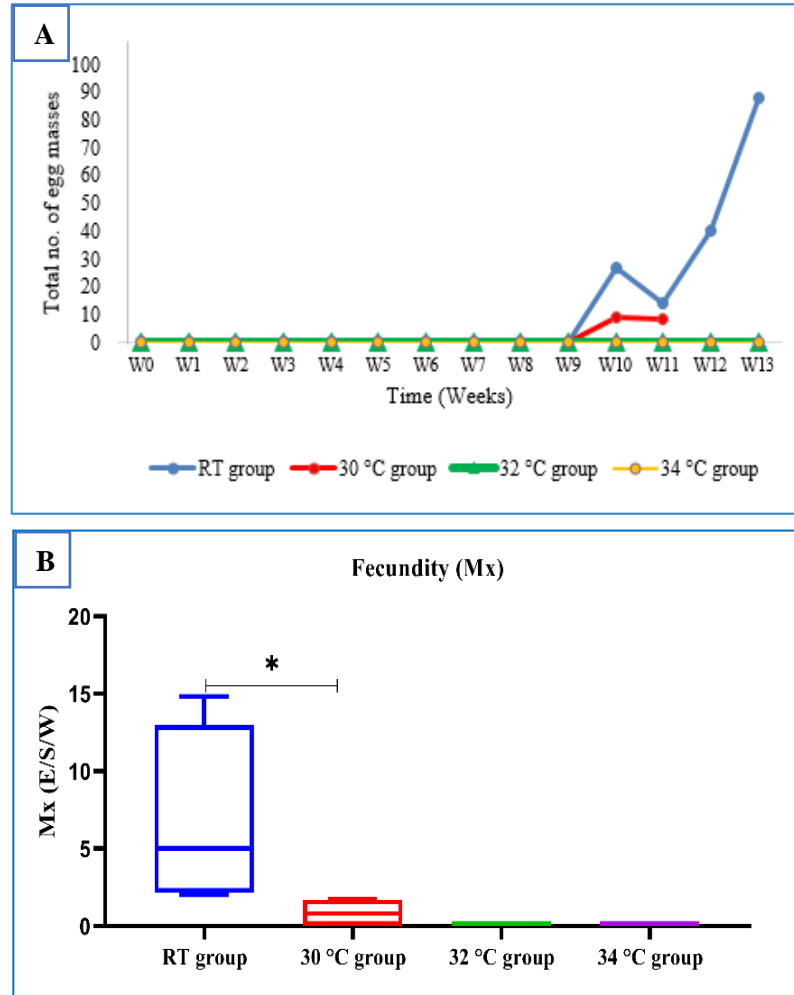 A
Total no. of egg masses
100
90
80
70
60
50
40
30
20
10
0
W0 W1 W2 W3 W4 W5 W6 W7 W8 W9 W10 W11 W12 W13
Time (Weeks)
RT group 30 °C group 32 °C group 34 °C group
B
Fecundity (Mx)
Mx (E/S/W)
20
15
10
5
0
*
RT group 30 °C group 32 °C group 34 °C group